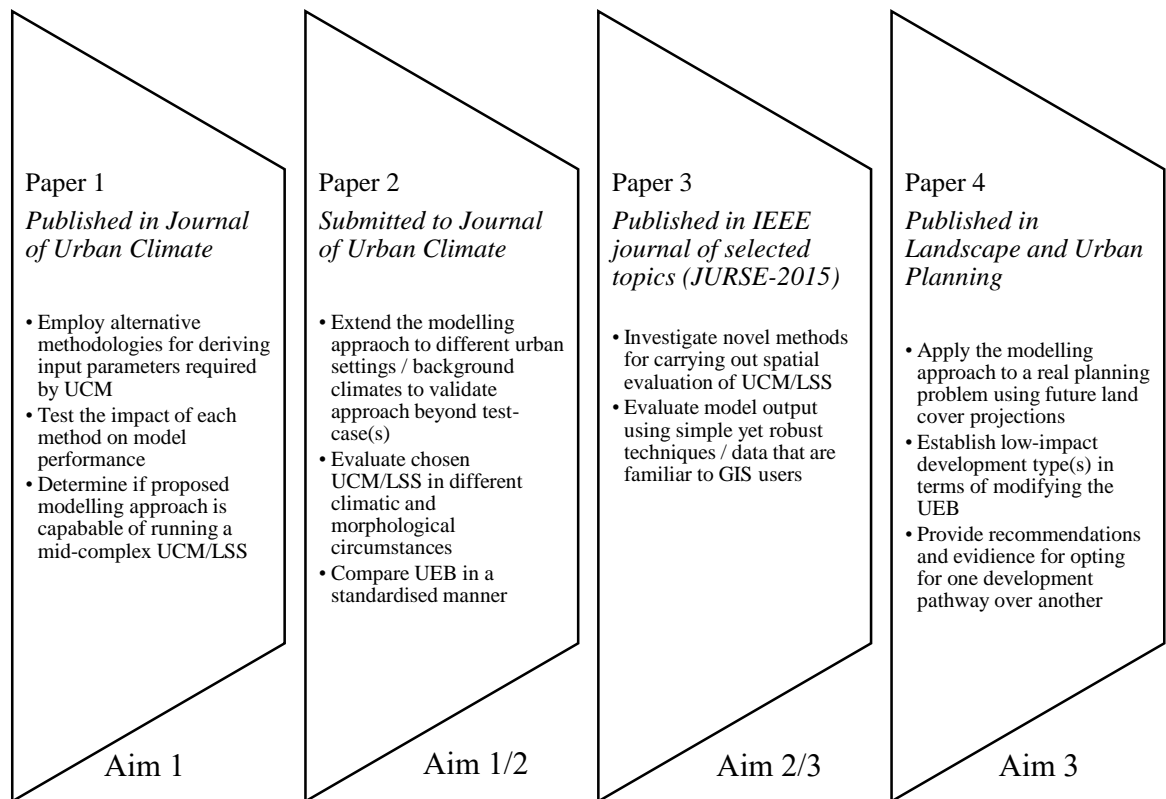 Paper 1
Published in Journal
of Urban Climate
• Employ alternative
methodologies for deriving
input parameters required
by UCM
• Test the impact of each
method on model
performance
• Determine if proposed
modelling approach is
capabable of running a
mid-complex UCM/LSS
Aim 1
Paper 2
Submitted to Journal
of Urban Climate
• Extend the modelling
appraoch to different urban
settings / background
climates to validate
approach beyond test-
case(s)
• Evaluate chosen
UCM/LSS in different
climatic and
morphological
circumstances
• Compare UEB in a
standardised manner
Aim 1/2
Paper 3
Published in IEEE
journal of selected
topics (JURSE-2015)
• Investigate novel methods
for carrying out spatial
evaluation of UCM/LSS
• Evaluate model output
using simple yet robust
techniques / data that are
familiar to GIS users
Aim 2/3
Paper 4
Published in
Landscape and Urban
Planning
• Apply the modelling
approach to a real planning
problem using future land
cover projections
• Establish low-impact
development type(s) in
terms of modifying the
UEB
• Provide recommendations
and evidience for opting
for one development
pathway over another
Aim 3